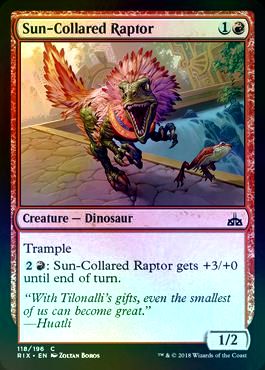 Sun-Collared Raptor 1
Creature — Dinosaur
Trample
2 R: Sun-Collared Raptor gets +3/+0
until end of turn.
"With Tilonalli's gifts, even the smallest
of us can become great."
—Huatli
1/2
118/196 C
RIX • EN Zoltan Boros
™ & © 2018 Wizards of the Coast